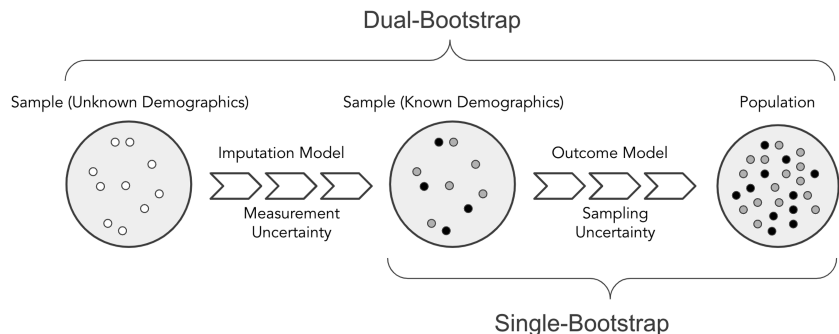 Dual-Bootstrap
Sample (Unknown Demographics)
Sample (Known Demographics)
Population
Imputation Model
Outcome Model
Measurement
Uncertainty
Sampling
Uncertainty
Single-Bootstrap